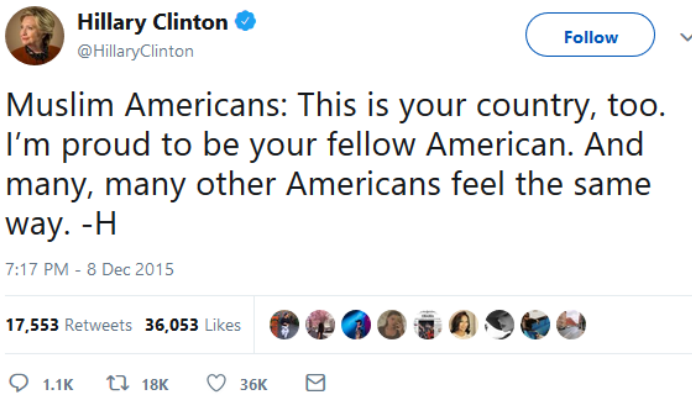 Hillary Clinton
@HillaryClinton
Follow
Muslim Americans: This is your country, too.
I'm proud to be your fellow American. And
many, many other Americans feel the same
way. -H
7:17 PM - 8 Dec 2015
17,553 Retweets 36,053 Likes
1.1K 18K 36K